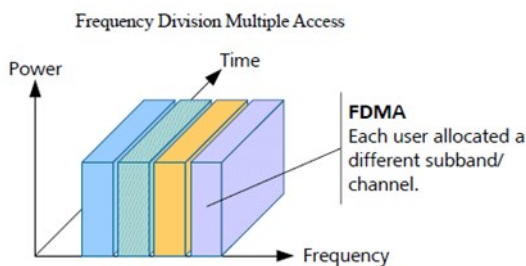 Frequency Division Multiple Access
Power
Time
FDMA
Each user allocated a
different subband/
channel.
Frequency